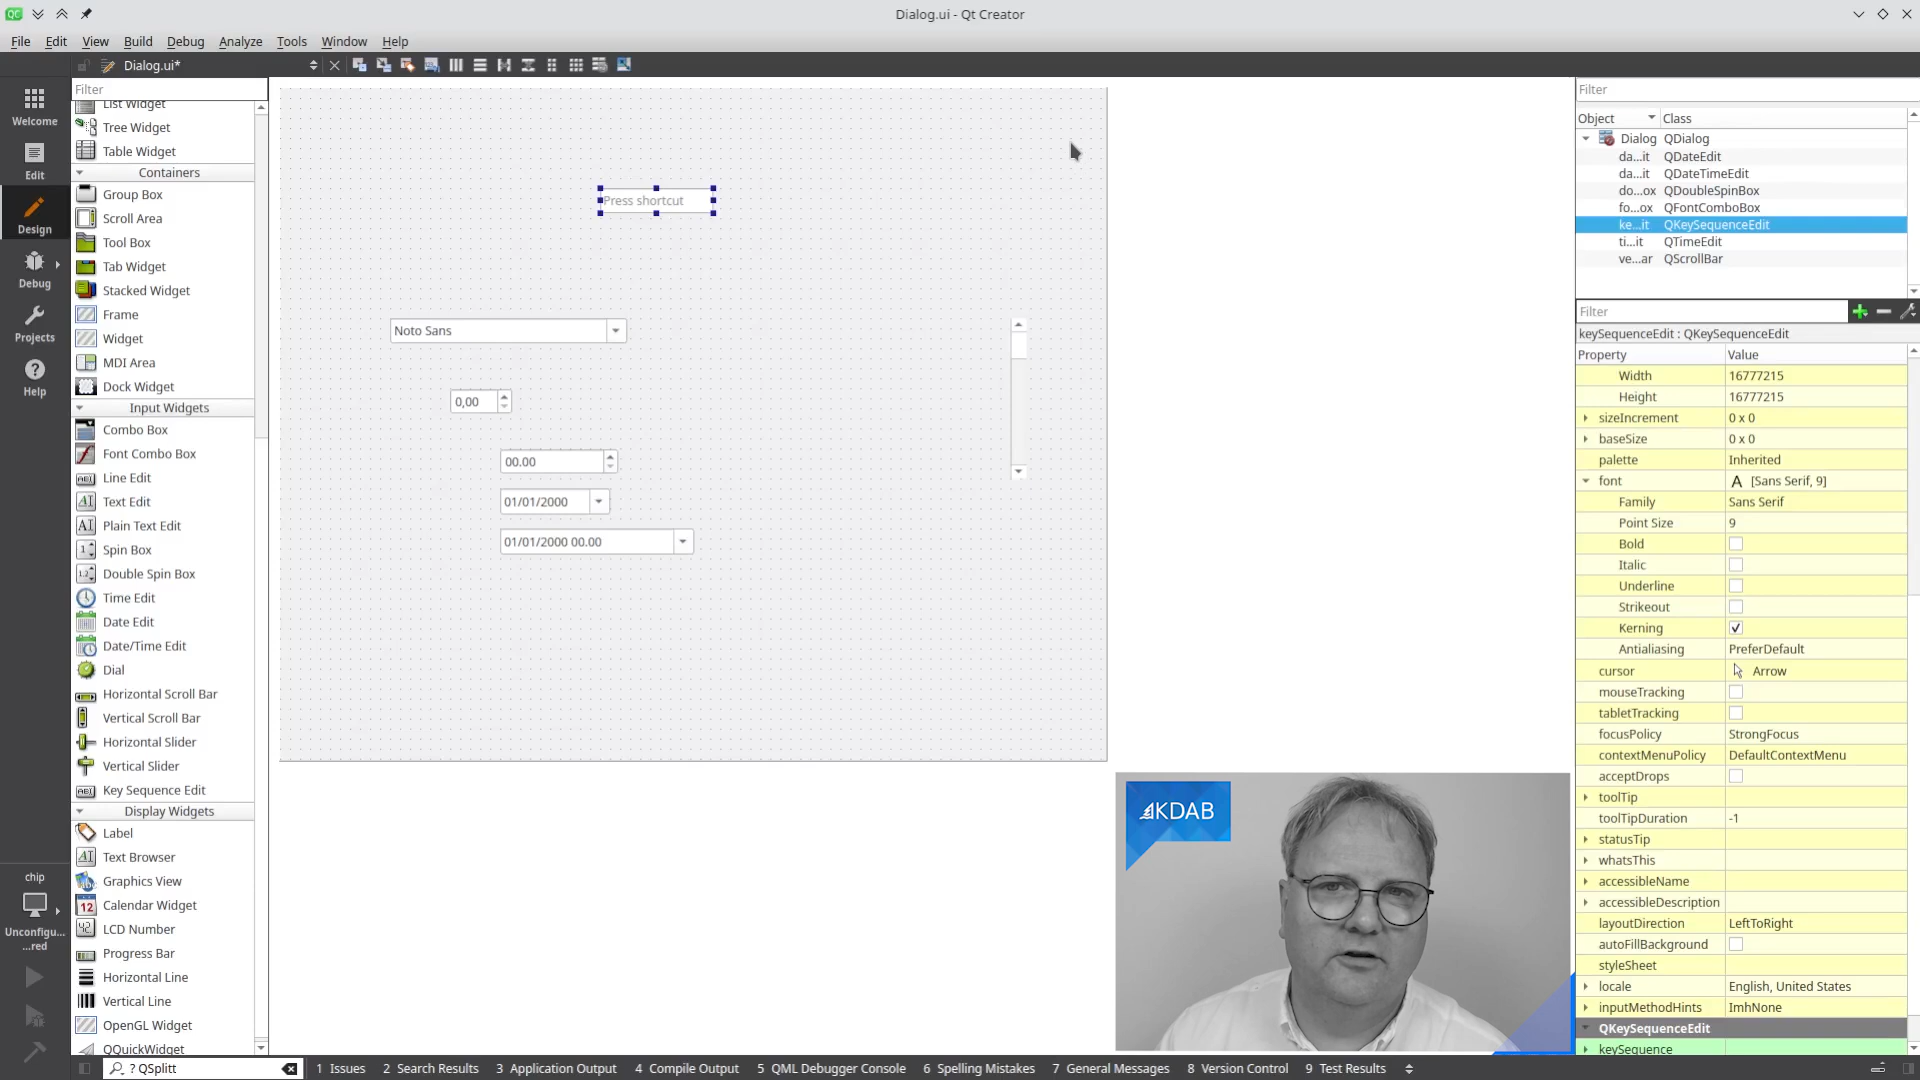 Dialog.ui - Qt Creator
File Edit View Build Debug Analyze Tools Window Help
Dialog.ui*
Welcome
Edit
Design
Debug
Projects
Help
chip
Unconfigu...
...red
Filter
List Widget
Tree Widget
Table Widget
Containers
Group Box
Scroll Area
Tool Box
Tab Widget
Stacked Widget
Frame
Widget
MDI Area
Dock Widget
Input Widgets
Combo Box
Font Combo Box
Line Edit
Text Edit
Plain Text Edit
Spin Box
Double Spin Box
Time Edit
Date Edit
Date/Time Edit
Dial
Horizontal Scroll Bar
Vertical Scroll Bar
Horizontal Slider
Vertical Slider
Key Sequence Edit
Display Widgets
Label
Text Browser
Graphics View
Calendar Widget
LCD Number
Progress Bar
Horizontal Line
Vertical Line
OpenGL Widget
QQuickWidget
Press shortcut
Noto Sans
0,00
00.00
01/01/2000
01/01/2000 00.00
KDAB
Filter
Object Class
Dialog QDialog
da...it QDateEdit
da...it QDateTimeEdit
do...ox QDoubleSpinBox
fo...ox QFontComboBox
ke...it QKeySequenceEdit
ti...it QTimeEdit
ve...ar QScrollBar
Filter
keySequenceEdit : QKeySequenceEdit
Property Value
Width 16777215
Height 16777215
sizeIncrement 0 x 0
baseSize 0 x 0
palette Inherited
font A [Sans Serif, 9]
Family Sans Serif
Point Size 9
Bold
Italic
Underline
Strikeout
Kerning
Antialiasing PreferDefault
cursor Arrow
mouseTracking
tabletTracking
focusPolicy StrongFocus
contextMenuPolicy DefaultContextMenu
acceptDrops
toolTip
toolTipDuration -1
statusTip
whatsThis
accessibleName
accessibleDescription
layoutDirection LeftToRight
autoFillBackground
styleSheet
locale English, United States
inputMethodHints ImhNone
QKeySequenceEdit
keySequence
? QSplitt
1 Issues 2 Search Results 3 Application Output 4 Compile Output 5 QML Debugger Console 6 Spelling Mistakes 7 General Messages 8 Version Control 9 Test Results